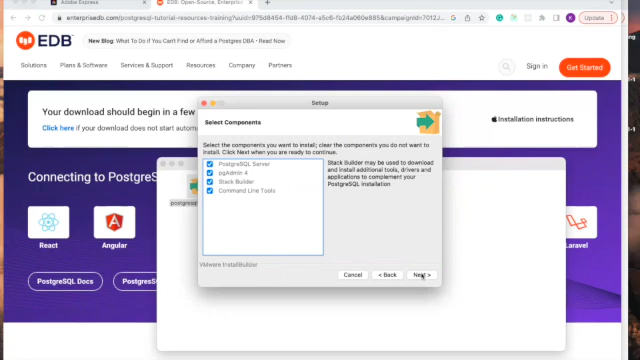 Adobe Express
EDB: Open-Source, Enterprise
enterprisedb.com/postgresql-tutorial-resources-training?
Update
EDB
New Blog: What To Do if You Can't Find or Afford a Postgres DBA • Read Now
Solutions Plans & Software Services & Support Resources Company Partners
Sign in
Get Started
Your download should begin in a few
Click here if your download does not start autom
Installation instructions
Connecting to PostgreS
React
Angular
Laravel
PostgreSQL Docs
Setup
Select Components
Select the components you want to install; clear the components you do not want to
install. Click Next when you are ready to continue.
PostgreSQL Server
pgAdmin 4
Stack Builder
Command Line Tools
Stack Builder may be used to download
and install additional tools, drivers and
applications to complement your
PostgreSQL installation
VMware InstallBuilder
Cancel
< Back
Next >